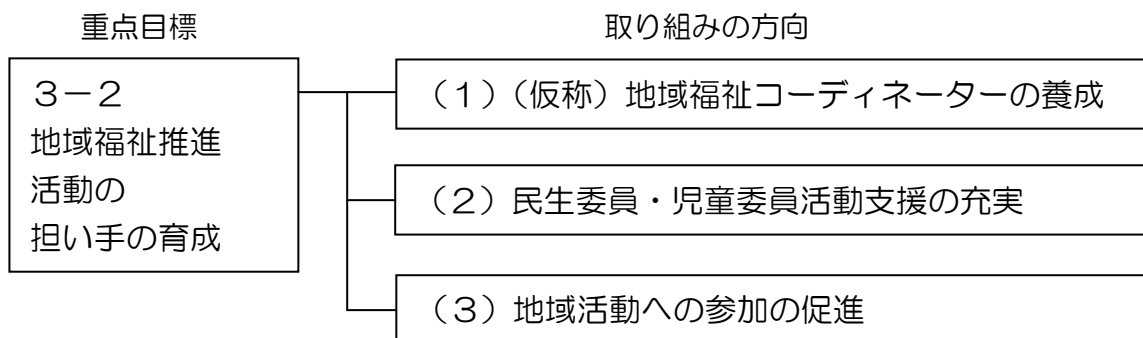 重点目標
取り組みの方向
３－２
地域福祉推進
活動の
担い手の育成
（１）（仮称）地域福祉コーディネーターの養成
（２）民生委員・児童委員活動支援の充実
（３）地域活動への参加の促進